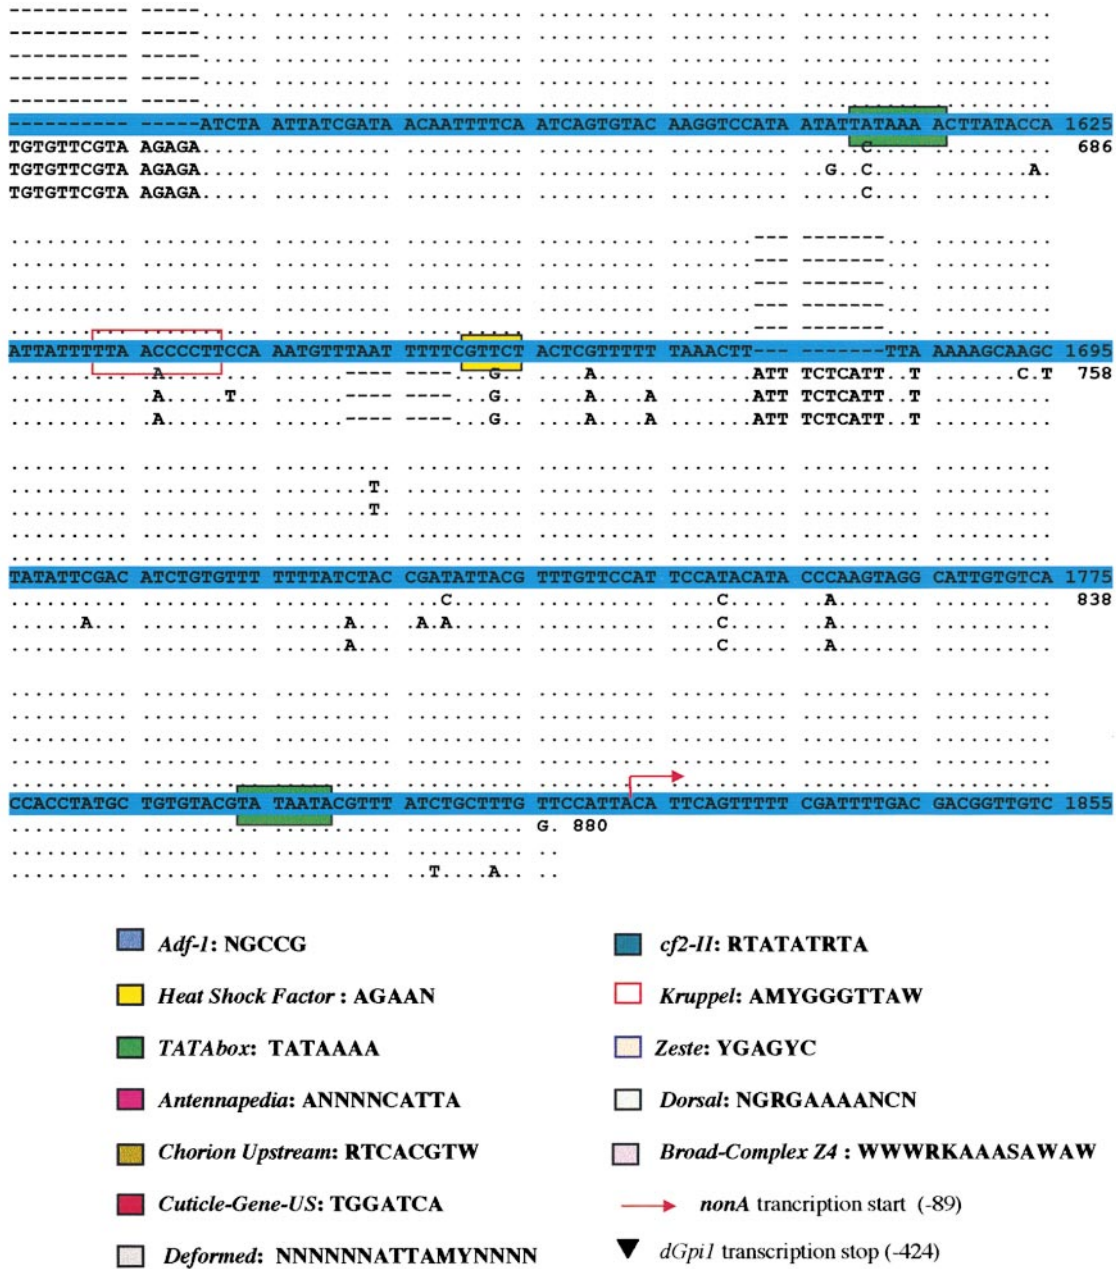 ---------- -----..... .......... .......... .......... .......... .......... ..........
---------- -----..... .......... .......... .......... .......... .......... ..........
---------- -----..... .......... .......... .......... .......... .......... ..........
---------- -----..... .......... .......... .......... .......... .......... ..........
---------- -----..... .......... .......... .......... .......... .......... ..........
---------- -----ATCTA ATTATCGATA ACAATTTTCA ATCAGTGTAC AAGGTCCATA ATATTATAAA ACTTATACCA 1625
TGTGTTCGTA AGAGA..... .......... .......... .......... .......... .....C.... .......... 686
TGTGTTCGTA AGAGA..... .......... .......... .......... .......... ..G..C.... ........A.
TGTGTTCGTA AGAGA..... .......... .......... .......... .......... .....C.... ..........
.......... .......... .......... .......... .......... .......--- -------... ..........
.......... .......... .......... .......... .......... .......--- -------... ..........
.......... .......... .......... .......... .......... .......--- -------... ..........
.......... .......... .......... .......... .......... .......--- -------... ..........
.......... .......... .......... .......... .......... .......--- -------... ..........
ATTATTTTTA ACCCCTTCCA AATGTTTAAT TTTTCGTTCT ACTCGTTTTT TAAACTT--- -------TTA AAAAGCAAGC 1695
.......... .A........ ......---- ----...G.. ....A..... .......ATT TCTCATT..T .......C.T 758
.......... .A.....T.. .......... .......G.. ....A....A .......ATT TCTCATT..T ..........
.......... .A........ ......---- ----...G.. ....A....A .......ATT TCTCATT..T ..........
.......... .......... .......... .......... .......... .......... .......... ..........
.......... .......... ........T. .......... .......... .......... .......... ..........
.......... .......... ........T. .......... .......... .......... .......... ..........
.......... .......... .......... .......... .......... .......... .......... ..........
.......... .......... .......... .......... .......... .......... .......... ..........
TATATTCGAC ATCTGTGTTT TTTTATCTAC CGATATTACG TTTGTTCCAT TCCATACATA CCCAAGTAGG CATTGTGTCA 1775
.......... .......... .......... ...C...... .......... ....C..... ..A....... .......... 838
......A... .......... ......A... .A.A...... .......... ....C..... ..A....... ..........
.......... .......... ......A... .......... .......... ....C..... ..A....... ..........
.......... .......... .......... .......... .......... .......... .......... ..........
.......... .......... .......... .......... .......... .......... .......... ..........
.......... .......... .......... .......... .......... .......... .......... ..........
.......... .......... .......... .......... .......... .......... .......... ..........
.......... .......... .......... .......... .......... .......... .......... ..........
CCACCTATGC TGTGTACGTA TAATACGTTT ATCTGCTTTG TTCCATTACA TTCAGTTTTT CGATTTTGAC GACGGTTGTC 1855
.......... .......... .......... .......... G. 880
.......... .......... .......... .......... ..
.......... .......... .......... ..T....A.. ..
Adf-1: NGCCG
cf2-II: RTATATRTA
Heat Shock Factor : AGAAN
Kruppel: AMYGGGTTAW
TATAbox: TATAAAA
Zeste: YGAGYC
Antennapedia: ANNNNCATTA
Dorsal: NGRGAAAANCN
Chorion Upstream: RTCACGTW
Broad-Complex Z4 : WWWRKAAASAWAW
Cuticle-Gene-US: TGGATCA
nonA trancription start (-89)
Deformed: NNNNNNATTAMYNNNN
dGpi1 transcription stop (-424)